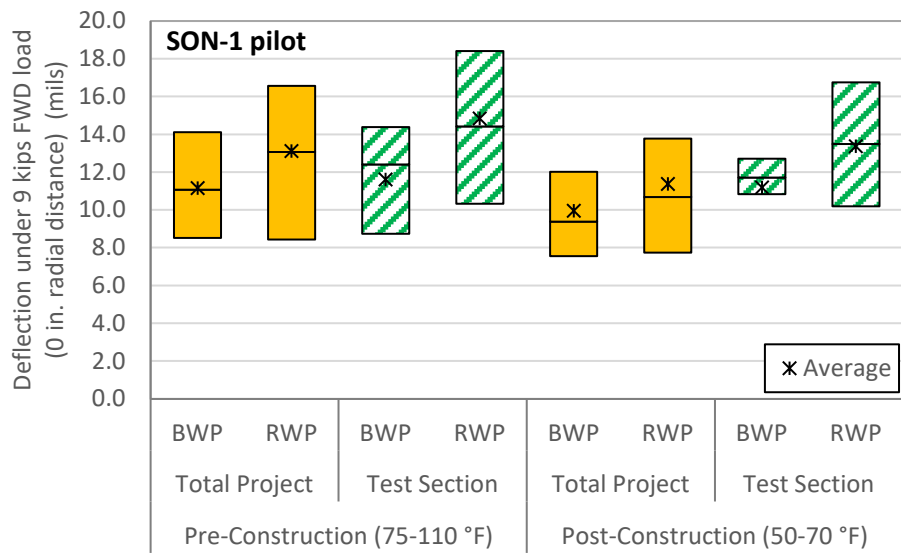 SON-1 pilot
Deflection under 9 kips FWD load
(0 in. radial distance) (mils)
20.0
18.0
16.0
14.0
12.0
10.0
8.0
6.0
4.0
2.0
0.0
Average
BWP RWP BWP RWP BWP RWP BWP RWP
Total Project Test Section Total Project Test Section
Pre-Construction (75-110 °F) Post-Construction (50-70 °F)